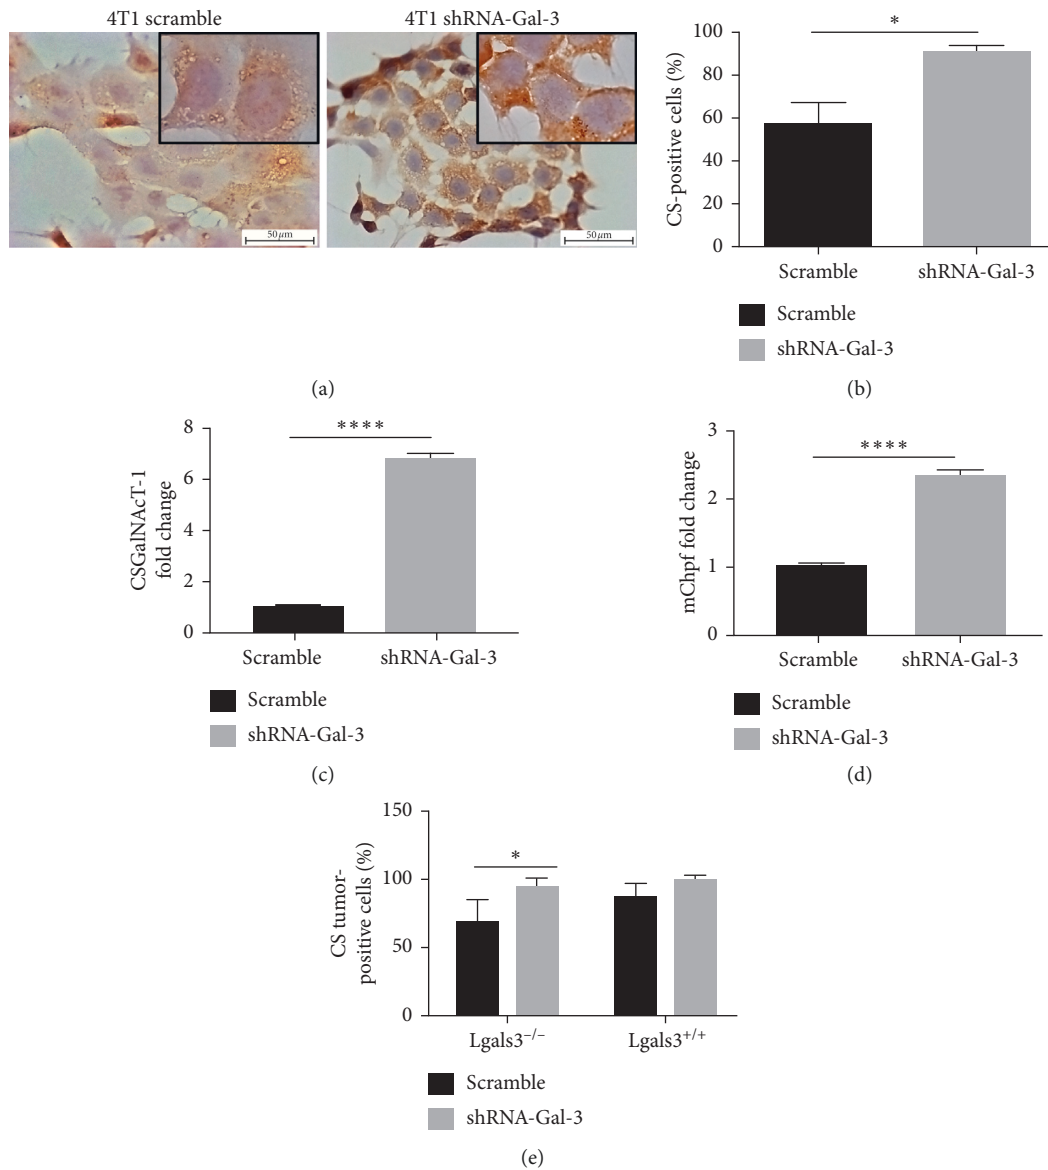 4T1 scramble
4T1 shRNA-Gal-3
50 μm
50 μm
(a)
*
100
80
60
40
20
0
CS-positive cells (%)
Scramble
shRNA-Gal-3
Scramble
shRNA-Gal-3
(b)
****
8
6
4
2
0
CSGalNAcT-1
fold change
Scramble
shRNA-Gal-3
Scramble
shRNA-Gal-3
(c)
****
3
2
1
0
mChpf fold change
Scramble
shRNA-Gal-3
Scramble
shRNA-Gal-3
(d)
*
150
100
50
0
CS tumor-
positive cells (%)
Lgals3⁻/⁻
Lgals3⁺/⁺
Scramble
shRNA-Gal-3
(e)